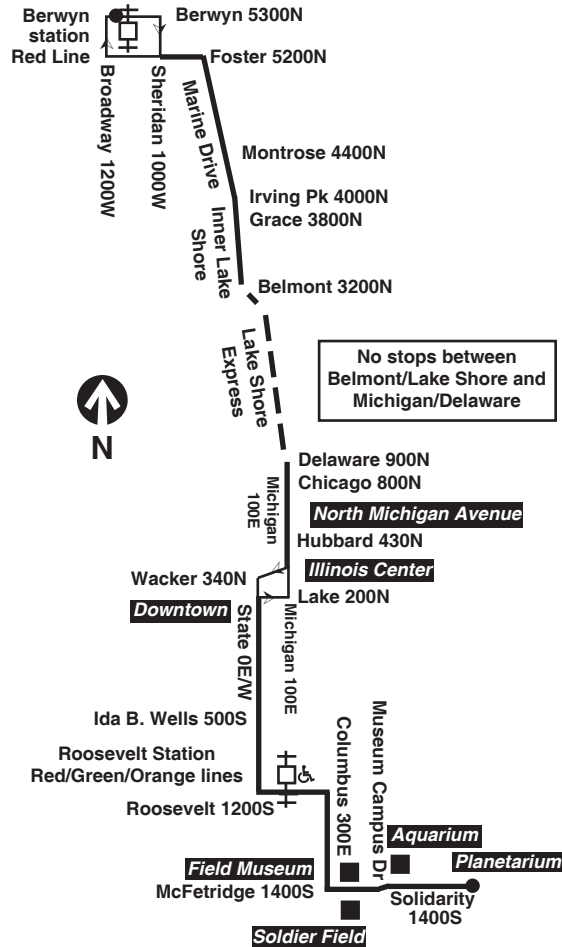 Berwyn
station
Red Line
Berwyn 5300N
Foster 5200N
Broadway 1200W
Sheridan 1000W
Marine Drive
Montrose 4400N
Irving Pk 4000N
Grace 3800N
Inner Lake
Shore
Belmont 3200N
Lake Shore
Express
No stops between
Belmont/Lake Shore and
Michigan/Delaware
N
Delaware 900N
Chicago 800N
Michigan
100E
North Michigan Avenue
Hubbard 430N
Illinois Center
Wacker 340N
Lake 200N
Downtown
State 0E/W
Michigan 100E
Ida B. Wells 500S
Roosevelt Station
Red/Green/Orange lines
Roosevelt 1200S
Columbus 300E
Museum Campus Dr
Aquarium
Planetarium
Field Museum
McFetridge 1400S
Solidarity
1400S
Soldier Field